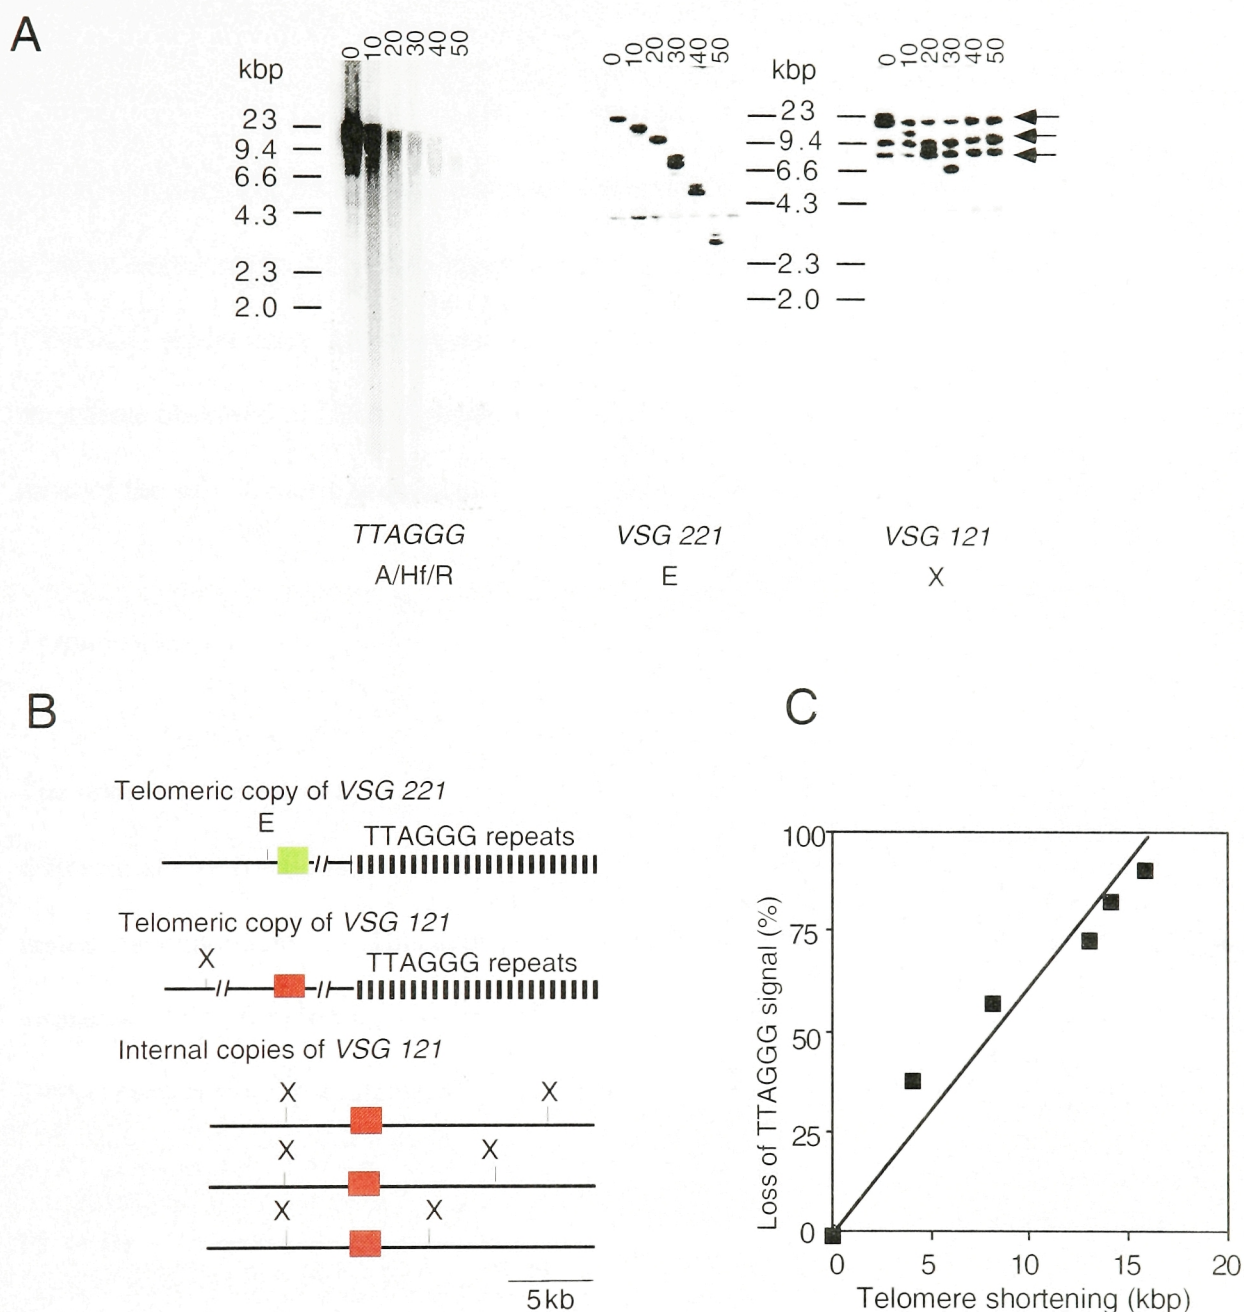 A
kbp
0 10 20 30 40 50
23
9.4
6.6
4.3
2.3
2.0
TTAGGG
A/Hf/R
0 10 20 30 40 50
VSG 221
E
kbp
23
9.4
6.6
4.3
2.3
2.0
0 10 20 30 40 50
VSG 121
X
B
Telomeric copy of VSG 221
E
TTAGGG repeats
Telomeric copy of VSG 121
X
TTAGGG repeats
Internal copies of VSG 121
X X
X X
X X
5kb
C
Loss of TTAGGG signal (%)
100
75
50
25
0
0 5 10 15 20
Telomere shortening (kbp)